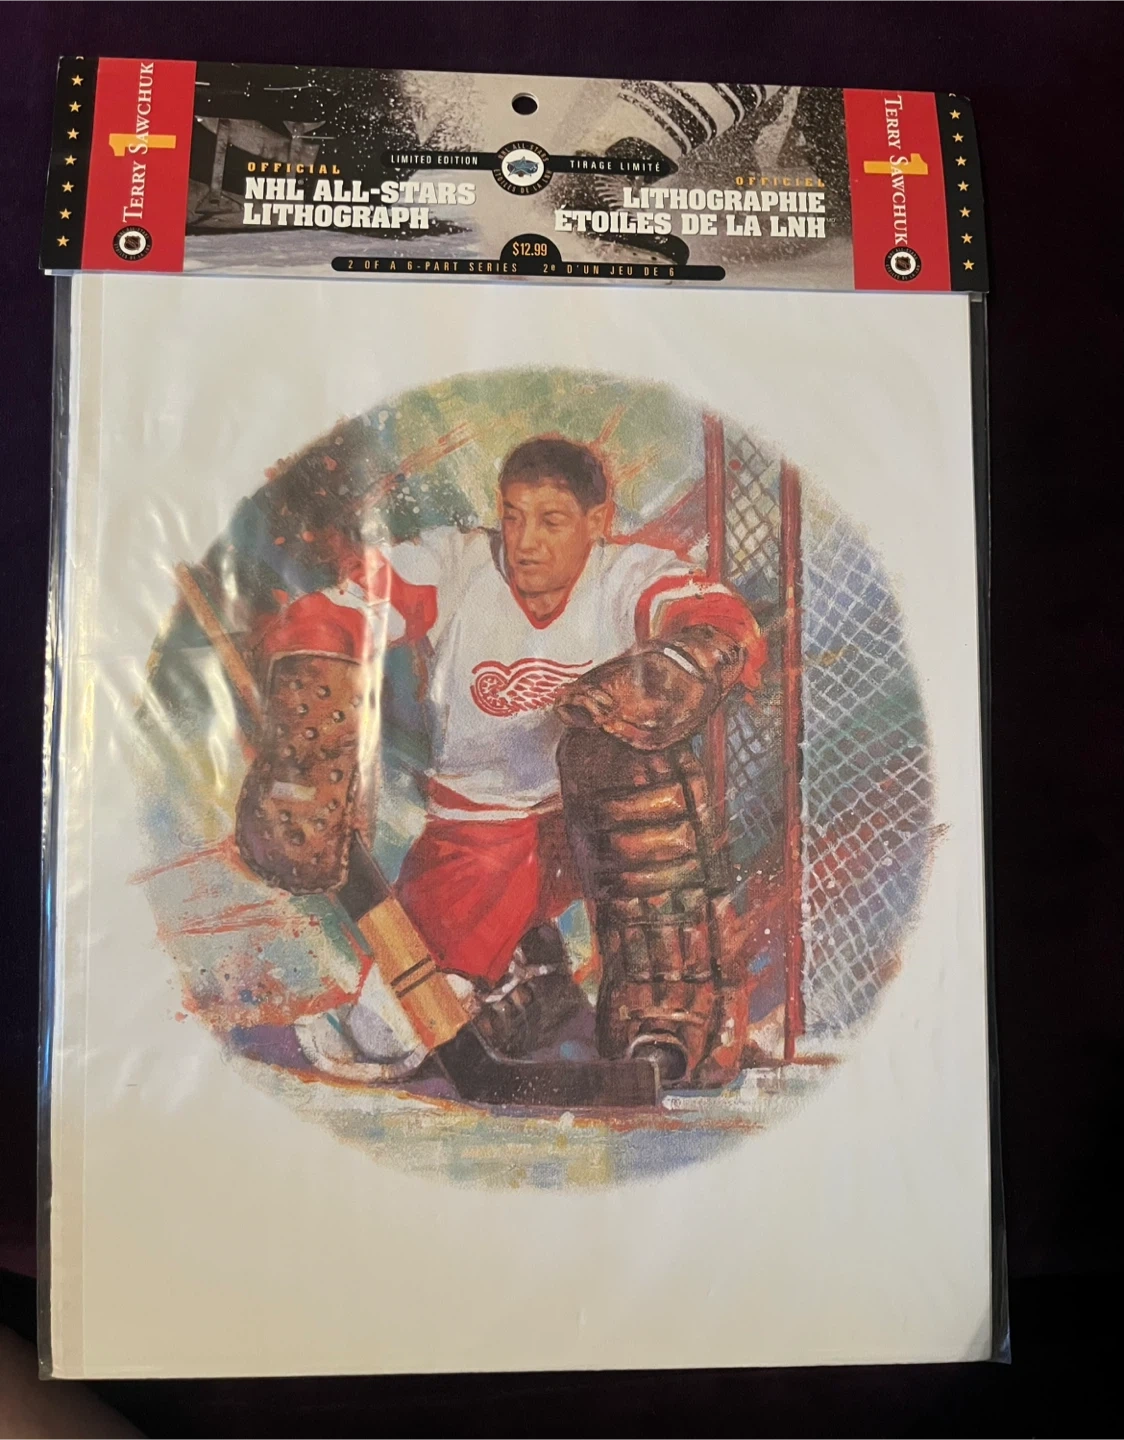 1
TERRY SAWCHUK
OFFICIAL
NHL ALL-STARS
LITHOGRAPH
LIMITED EDITION
TIRAGE LIMITÉ
OFFICIEL
LITHOGRAPHIE
ÉTOILES DE LA LNH
$12.99
2 OF A 6-PART SERIES 2e D'UN JEU DE 6
1
TERRY SAWCHUK